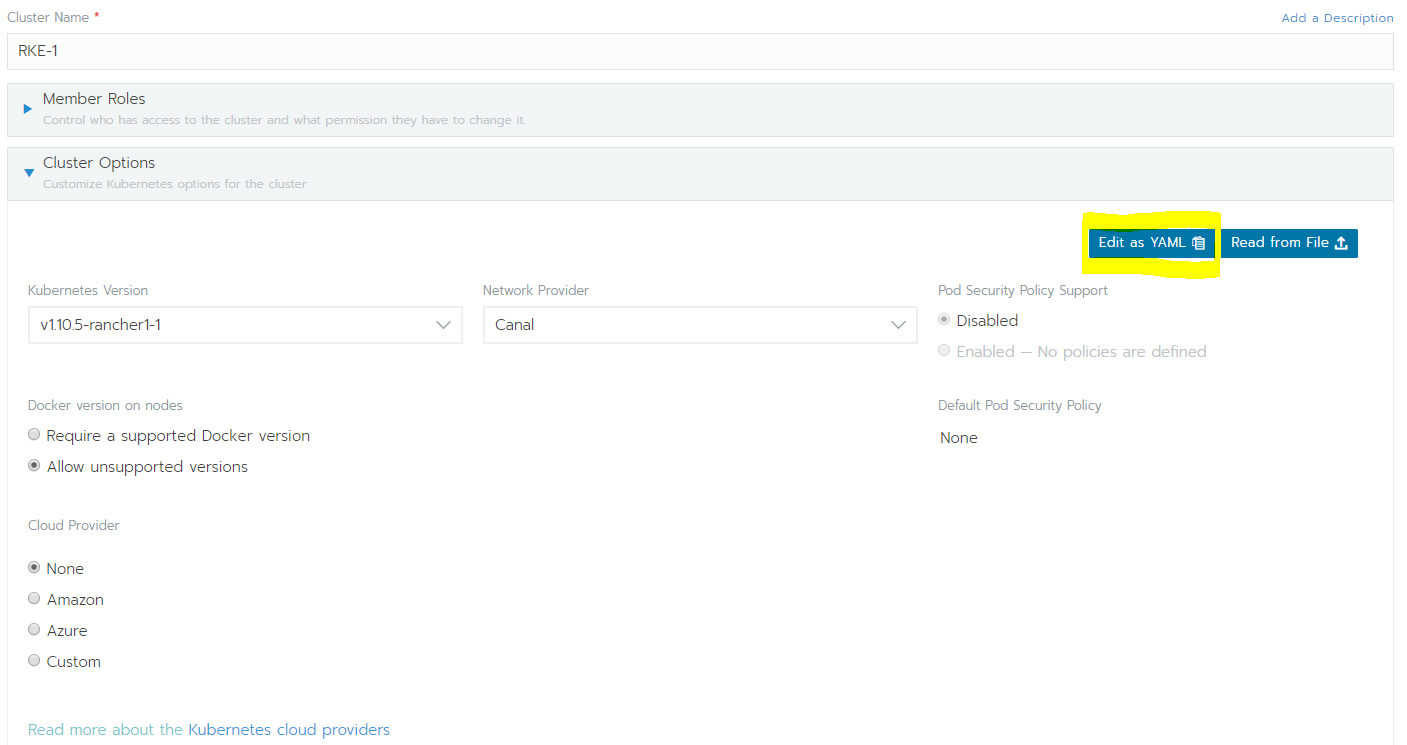 Cluster Name *
Add a Description
RKE-1
Member Roles
Control who has access to the cluster and what permission they have to change it.
Cluster Options
Customize Kubernetes options for the cluster
Edit as YAML
Read from File
Kubernetes Version
Network Provider
Pod Security Policy Support
v1.10.5-rancher1-1
Canal
Disabled
Enabled — No policies are defined
Docker version on nodes
Default Pod Security Policy
Require a supported Docker version
None
Allow unsupported versions
Cloud Provider
None
Amazon
Azure
Custom
Read more about the Kubernetes cloud providers